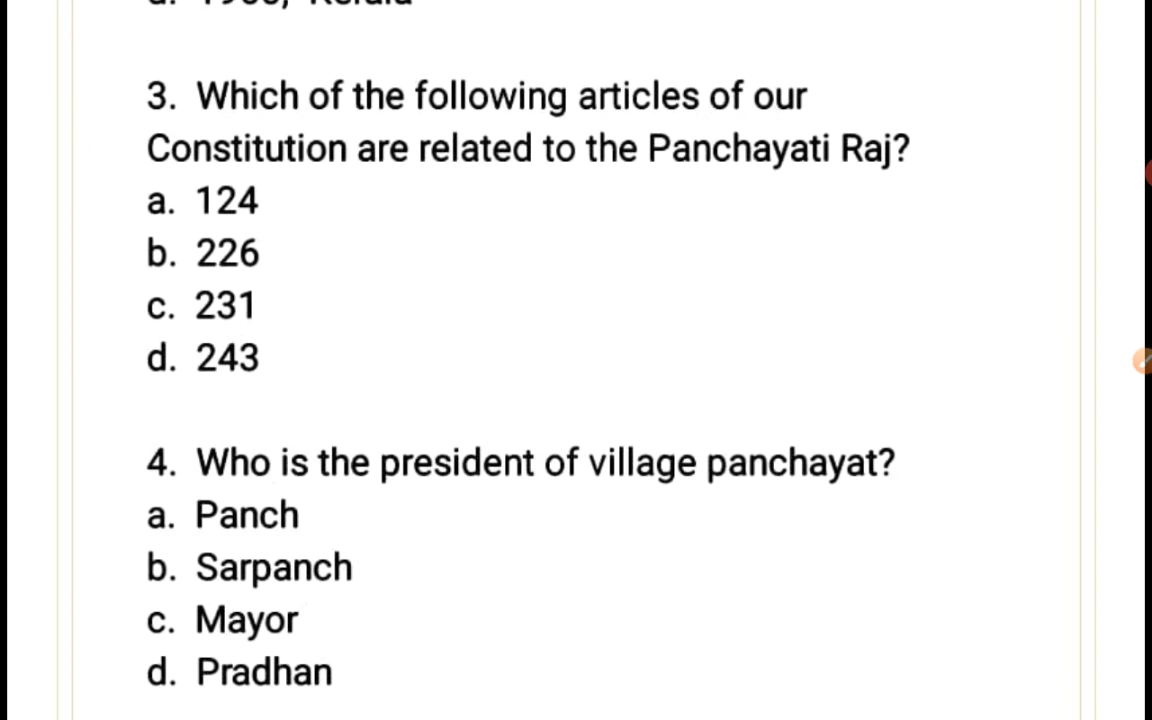 3. Which of the following articles of our
Constitution are related to the Panchayati Raj?
a. 124
b. 226
c. 231
d. 243
4. Who is the president of village panchayat?
a. Panch
b. Sarpanch
c. Mayor
d. Pradhan